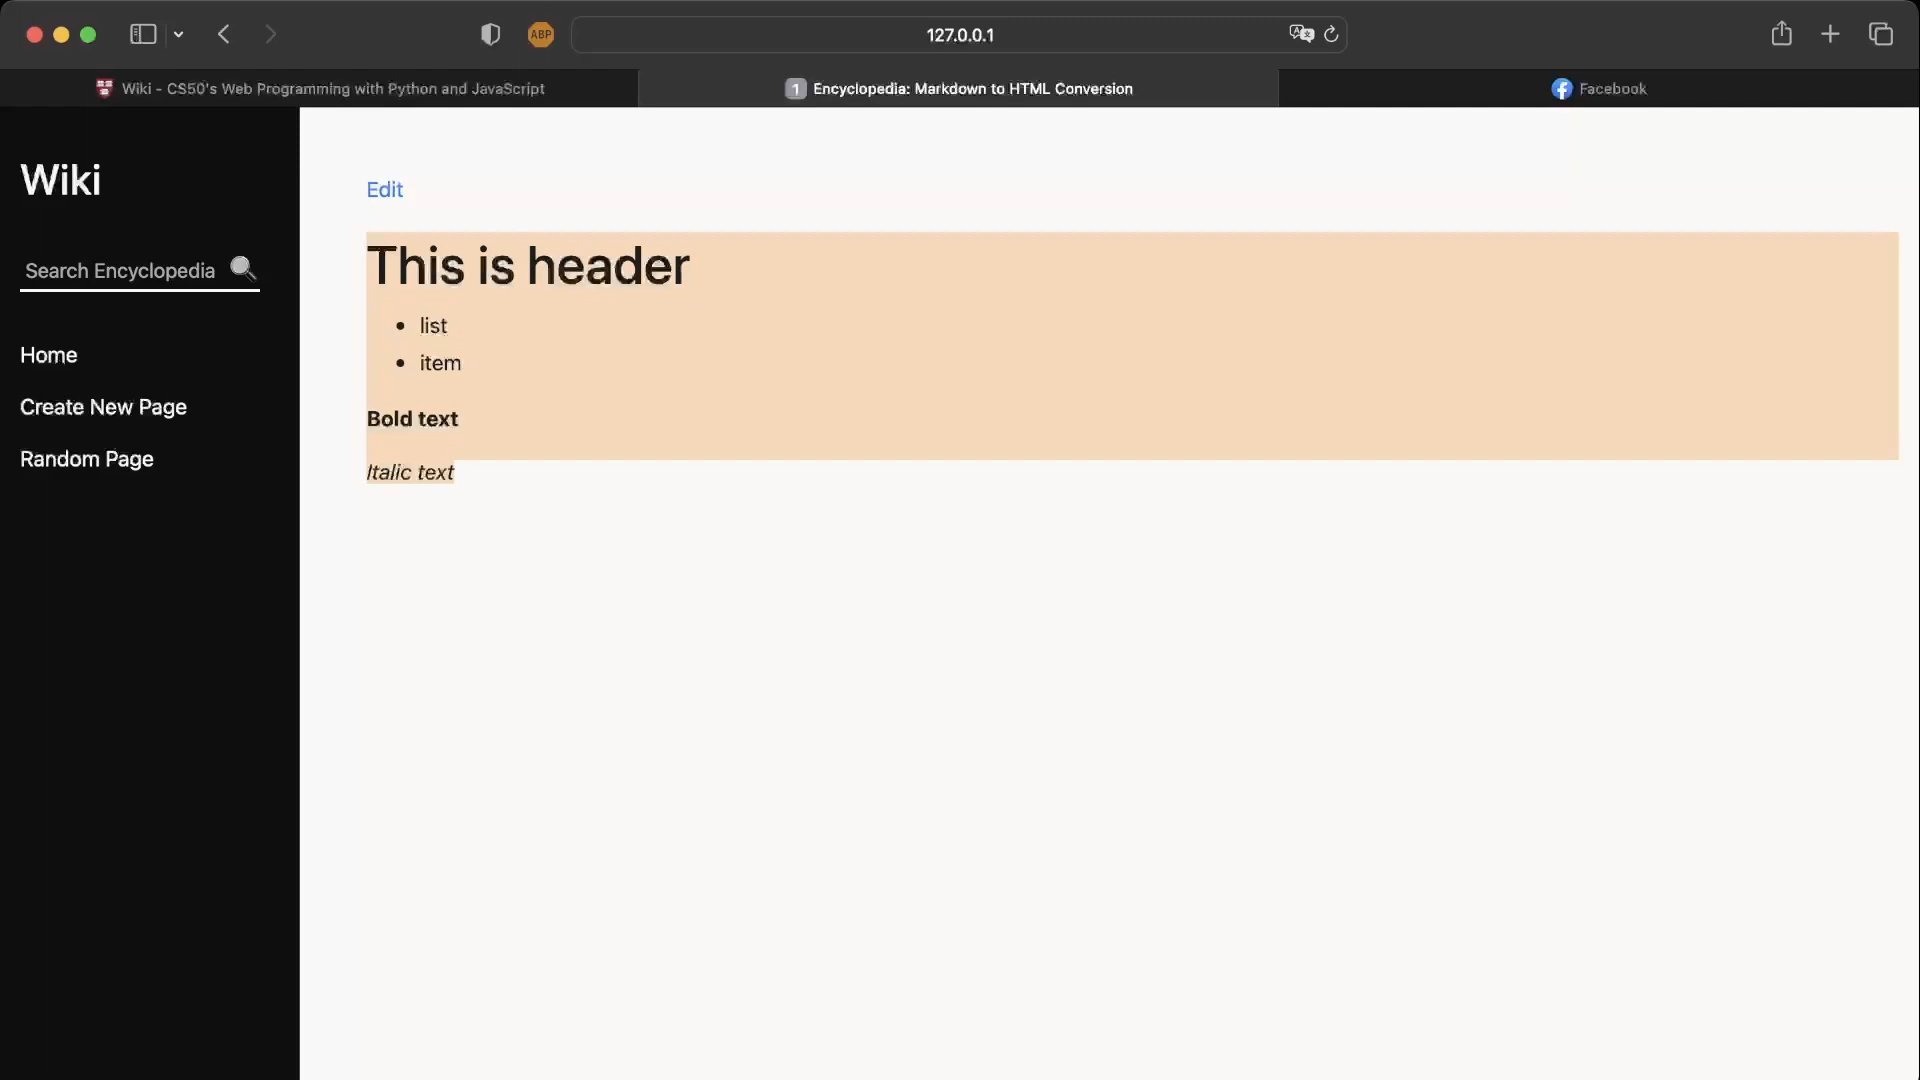 ABP
127.0.0.1
Wiki - CS50's Web Programming with Python and JavaScript
1 Encyclopedia: Markdown to HTML Conversion
Facebook
Wiki
Search Encyclopedia
Home
Create New Page
Random Page
Edit
This is header
• list
• item
Bold text
Italic text